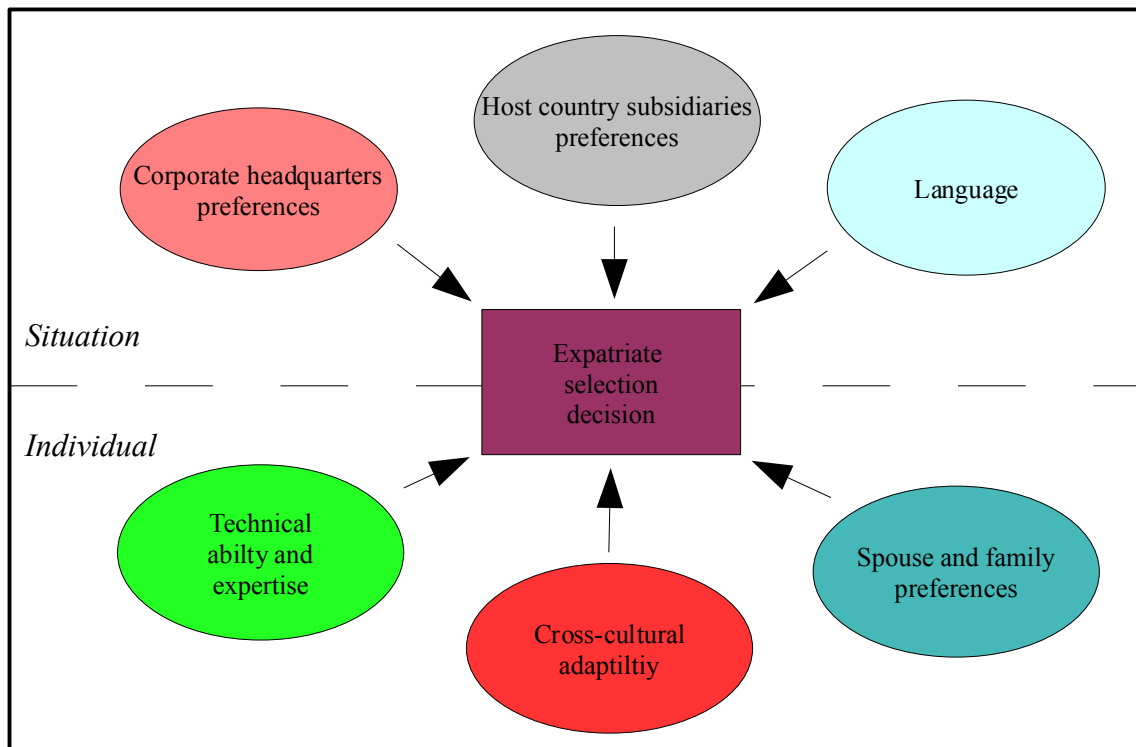 Host country subsidiaries
preferences
Corporate headquarters
preferences
Language
Situation
Expatriate
selection
decision
Individual
Technical
abilty and
expertise
Spouse and family
preferences
Cross-cultural
adaptiltiy